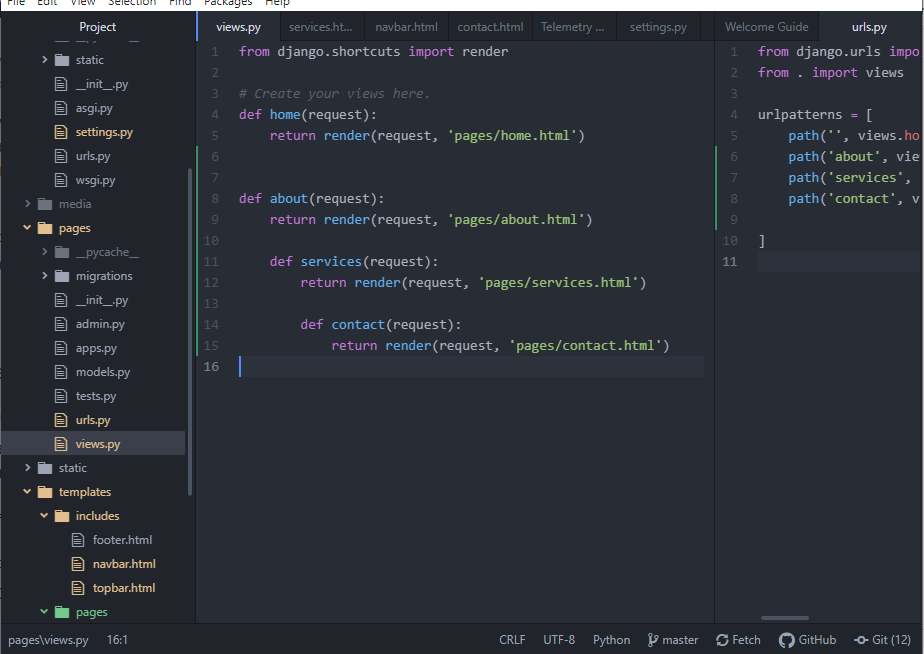 File Edit View Selection Find Packages Help
Project
static
__init__.py
asgi.py
settings.py
urls.py
wsgi.py
media
pages
__pycache__
migrations
__init__.py
admin.py
apps.py
models.py
tests.py
urls.py
views.py
static
templates
includes
footer.html
navbar.html
topbar.html
pages
views.py services.ht... navbar.html contact.html Telemetry ... settings.py
1 from django.shortcuts import render
2
3 # Create your views here.
4 def home(request):
5     return render(request, 'pages/home.html')
6
7
8 def about(request):
9     return render(request, 'pages/about.html')
10
11     def services(request):
12         return render(request, 'pages/services.html')
13
14         def contact(request):
15             return render(request, 'pages/contact.html')
16
Welcome Guide urls.py
1 from django.urls impo
2 from . import views
3
4 urlpatterns = [
5     path('', views.ho
6     path('about', vie
7     path('services',
8     path('contact', v
9
10 ]
11
pages\views.py 16:1 CRLF UTF-8 Python master Fetch GitHub Git (12)